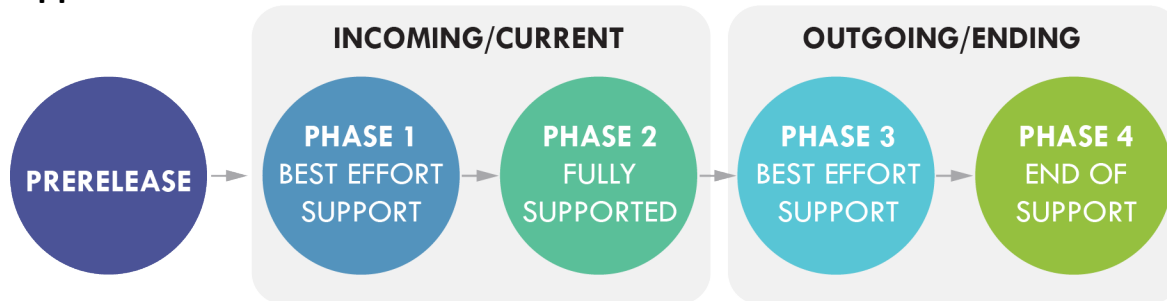 INCOMING/CURRENT
OUTGOING/ENDING
PRERELEASE
PHASE 1
BEST EFFORT
SUPPORT
PHASE 2
FULLY
SUPPORTED
PHASE 3
BEST EFFORT
SUPPORT
PHASE 4
END OF
SUPPORT